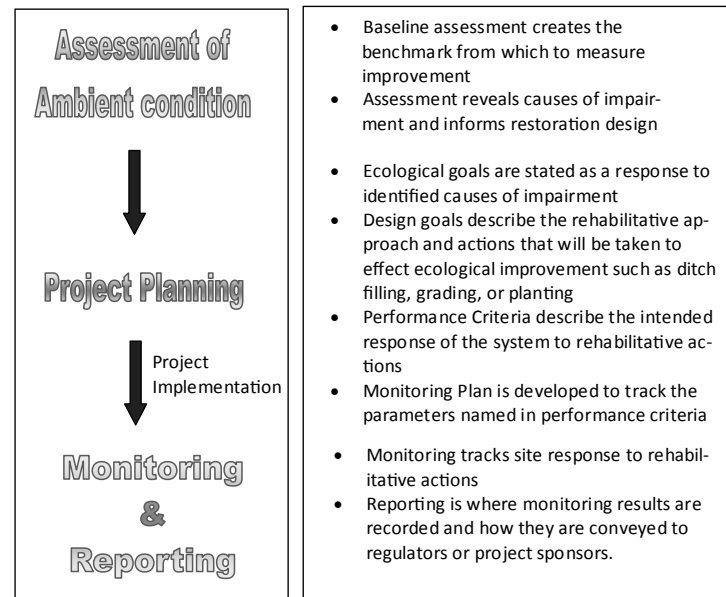 Assessment of
Ambient condition
Project Planning
Project
Implementation
Monitoring
&
Reporting
• Baseline assessment creates the
benchmark from which to measure
improvement
• Assessment reveals causes of impair-
ment and informs restoration design
• Ecological goals are stated as a response to
identified causes of impairment
• Design goals describe the rehabilitative ap-
proach and actions that will be taken to
effect ecological improvement such as ditch
filling, grading, or planting
• Performance Criteria describe the intended
response of the system to rehabilitative ac-
tions
• Monitoring Plan is developed to track the
parameters named in performance criteria
• Monitoring tracks site response to rehabil-
itative actions
• Reporting is where monitoring results are
recorded and how they are conveyed to
regulators or project sponsors.